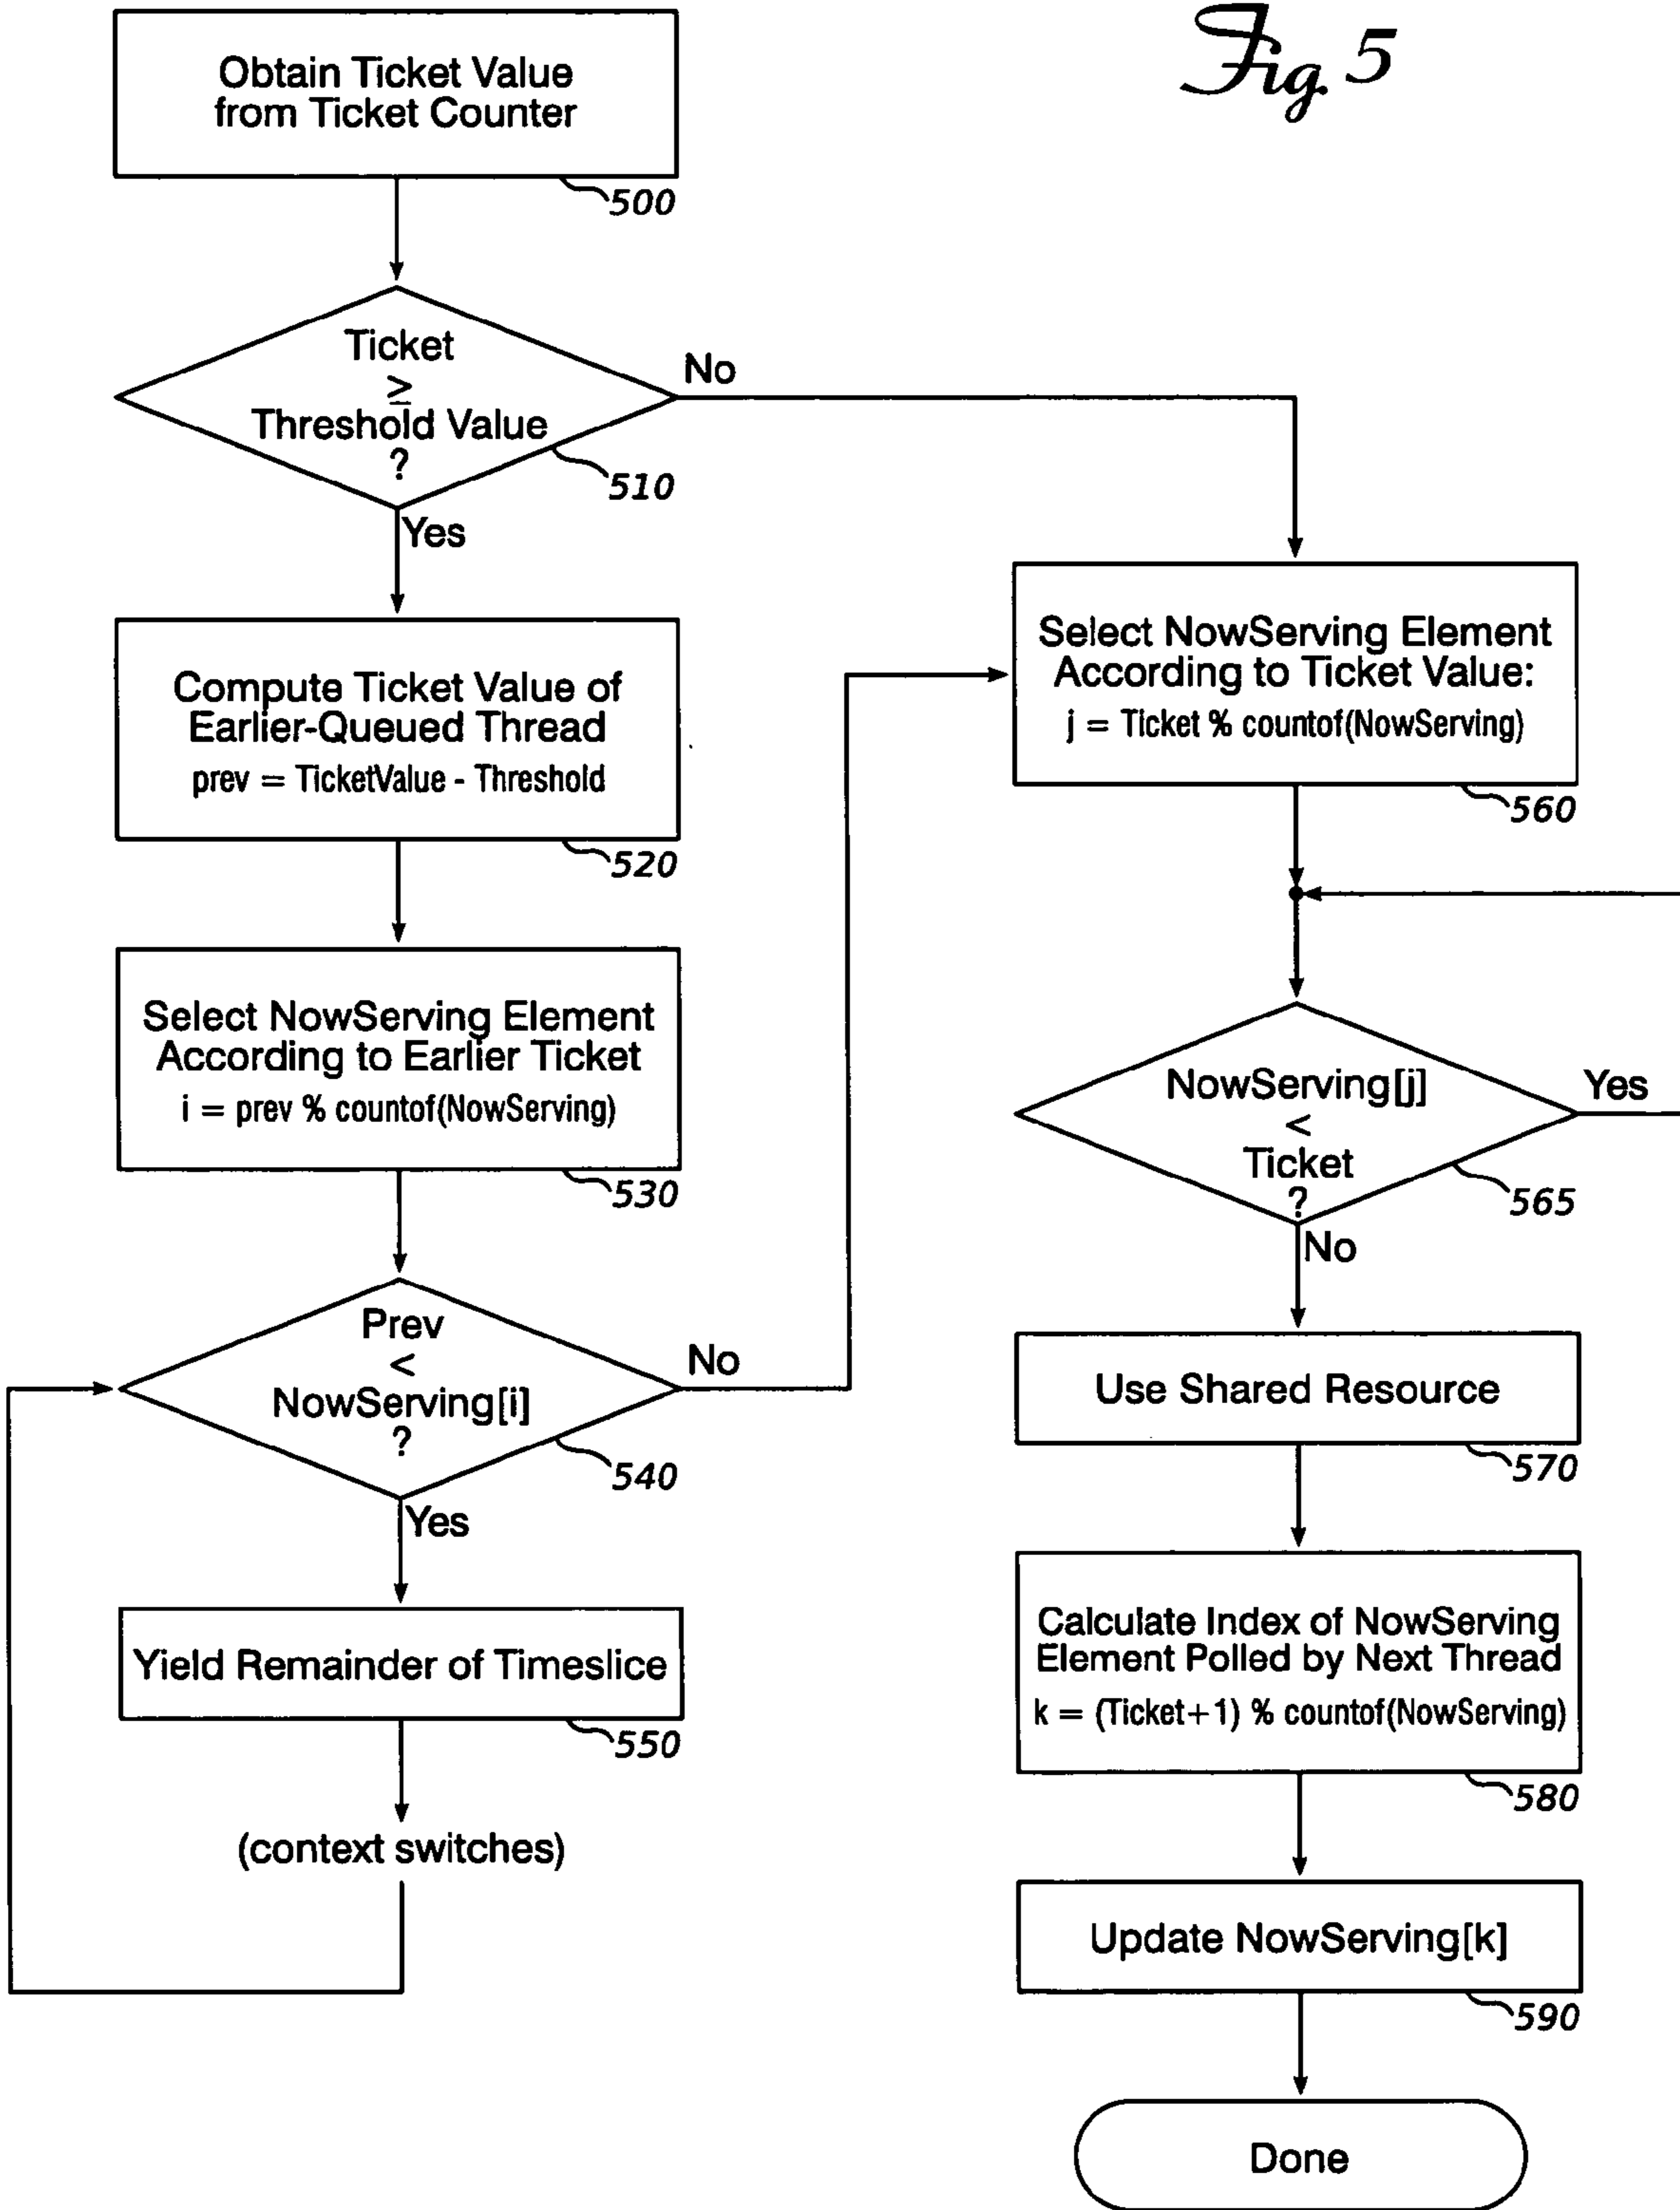 Fig. 5
Obtain Ticket Value
from Ticket Counter
500
Ticket
≥
Threshold Value
?
510
No
Yes
Compute Ticket Value of
Earlier-Queued Thread
prev = TicketValue - Threshold
520
Select NowServing Element
According to Earlier Ticket
i = prev % countof(NowServing)
530
Prev
<
NowServing[i]
?
540
No
Yes
Yield Remainder of Timeslice
550
(context switches)
Select NowServing Element
According to Ticket Value:
j = Ticket % countof(NowServing)
560
NowServing[j]
<
Ticket
?
565
Yes
No
Use Shared Resource
570
Calculate Index of NowServing
Element Polled by Next Thread
k = (Ticket+1) % countof(NowServing)
580
Update NowServing[k]
590
Done